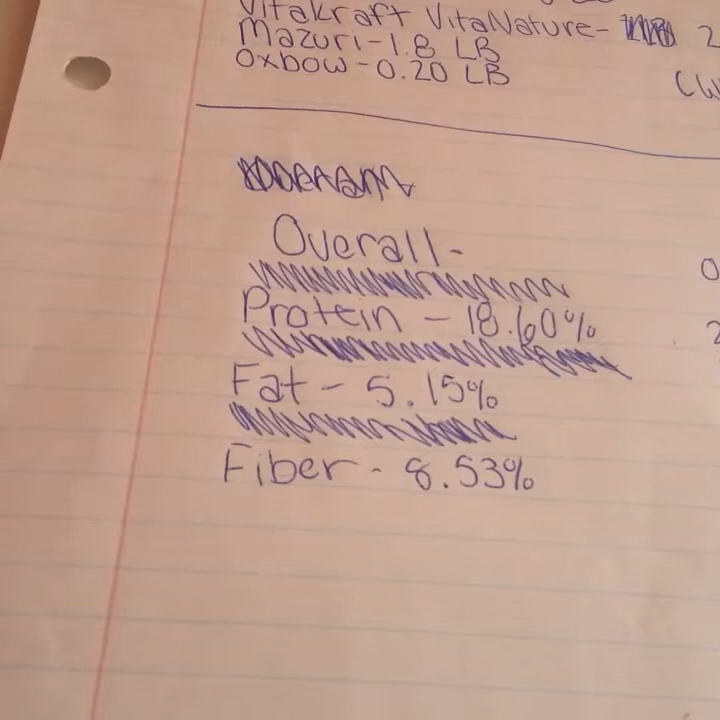 Vitakraft VitaNature- 2
Mazuri-1.8 LB
Oxbow-0.20 LB
Overall-
Protein - 18.60%
Fat - 5.15%
Fiber - 8.53%